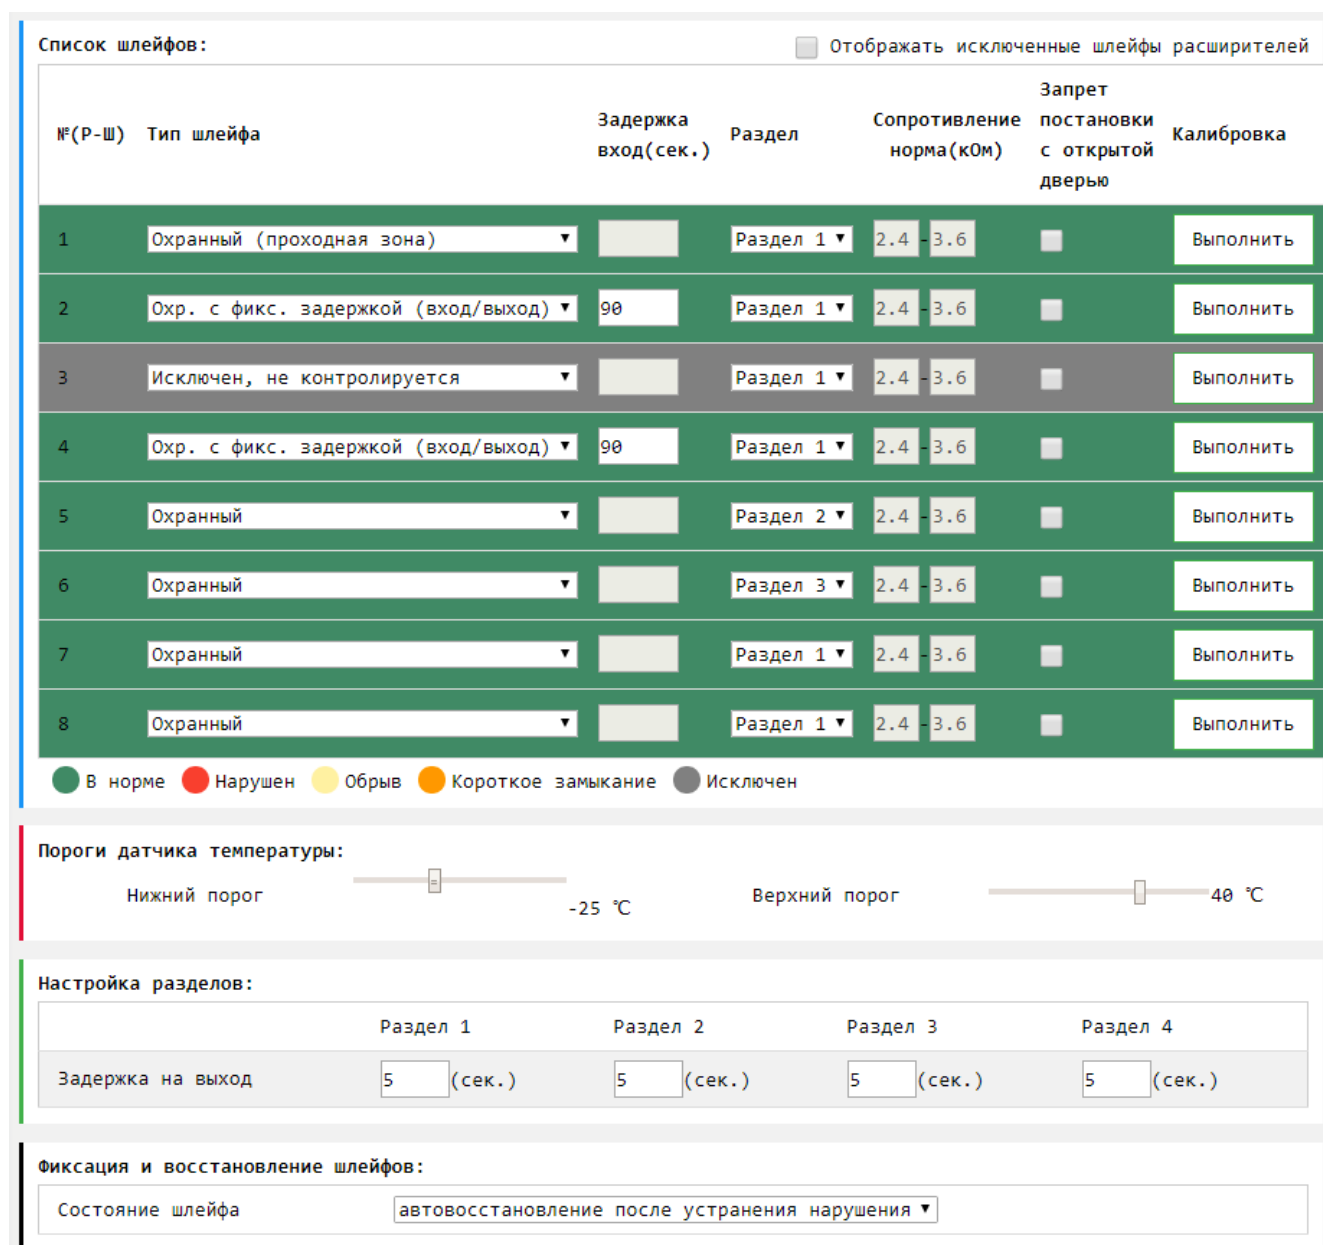 Список шлейфов:
Отображать исключенные шлейфы расширителей
№(Р-Ш) Тип шлейфа Задержка вход(сек.) Раздел Сопротивление норма(кОм) Запрет постановки с открытой дверью Калибровка
1 Охранный (проходная зона) Раздел 1 2.4 - 3.6 Выполнить
2 Охр. с фикс. задержкой (вход/выход) 90 Раздел 1 2.4 - 3.6 Выполнить
3 Исключен, не контролируется Раздел 1 2.4 - 3.6 Выполнить
4 Охр. с фикс. задержкой (вход/выход) 90 Раздел 1 2.4 - 3.6 Выполнить
5 Охранный Раздел 2 2.4 - 3.6 Выполнить
6 Охранный Раздел 3 2.4 - 3.6 Выполнить
7 Охранный Раздел 1 2.4 - 3.6 Выполнить
8 Охранный Раздел 1 2.4 - 3.6 Выполнить
В норме Нарушен Обрыв Короткое замыкание Исключен
Пороги датчика температуры:
Нижний порог -25 ℃ Верхний порог 40 ℃
Настройка разделов:
Раздел 1 Раздел 2 Раздел 3 Раздел 4
Задержка на выход 5 (сек.) 5 (сек.) 5 (сек.) 5 (сек.)
Фиксация и восстановление шлейфов:
Состояние шлейфа автовосстановление после устранения нарушения